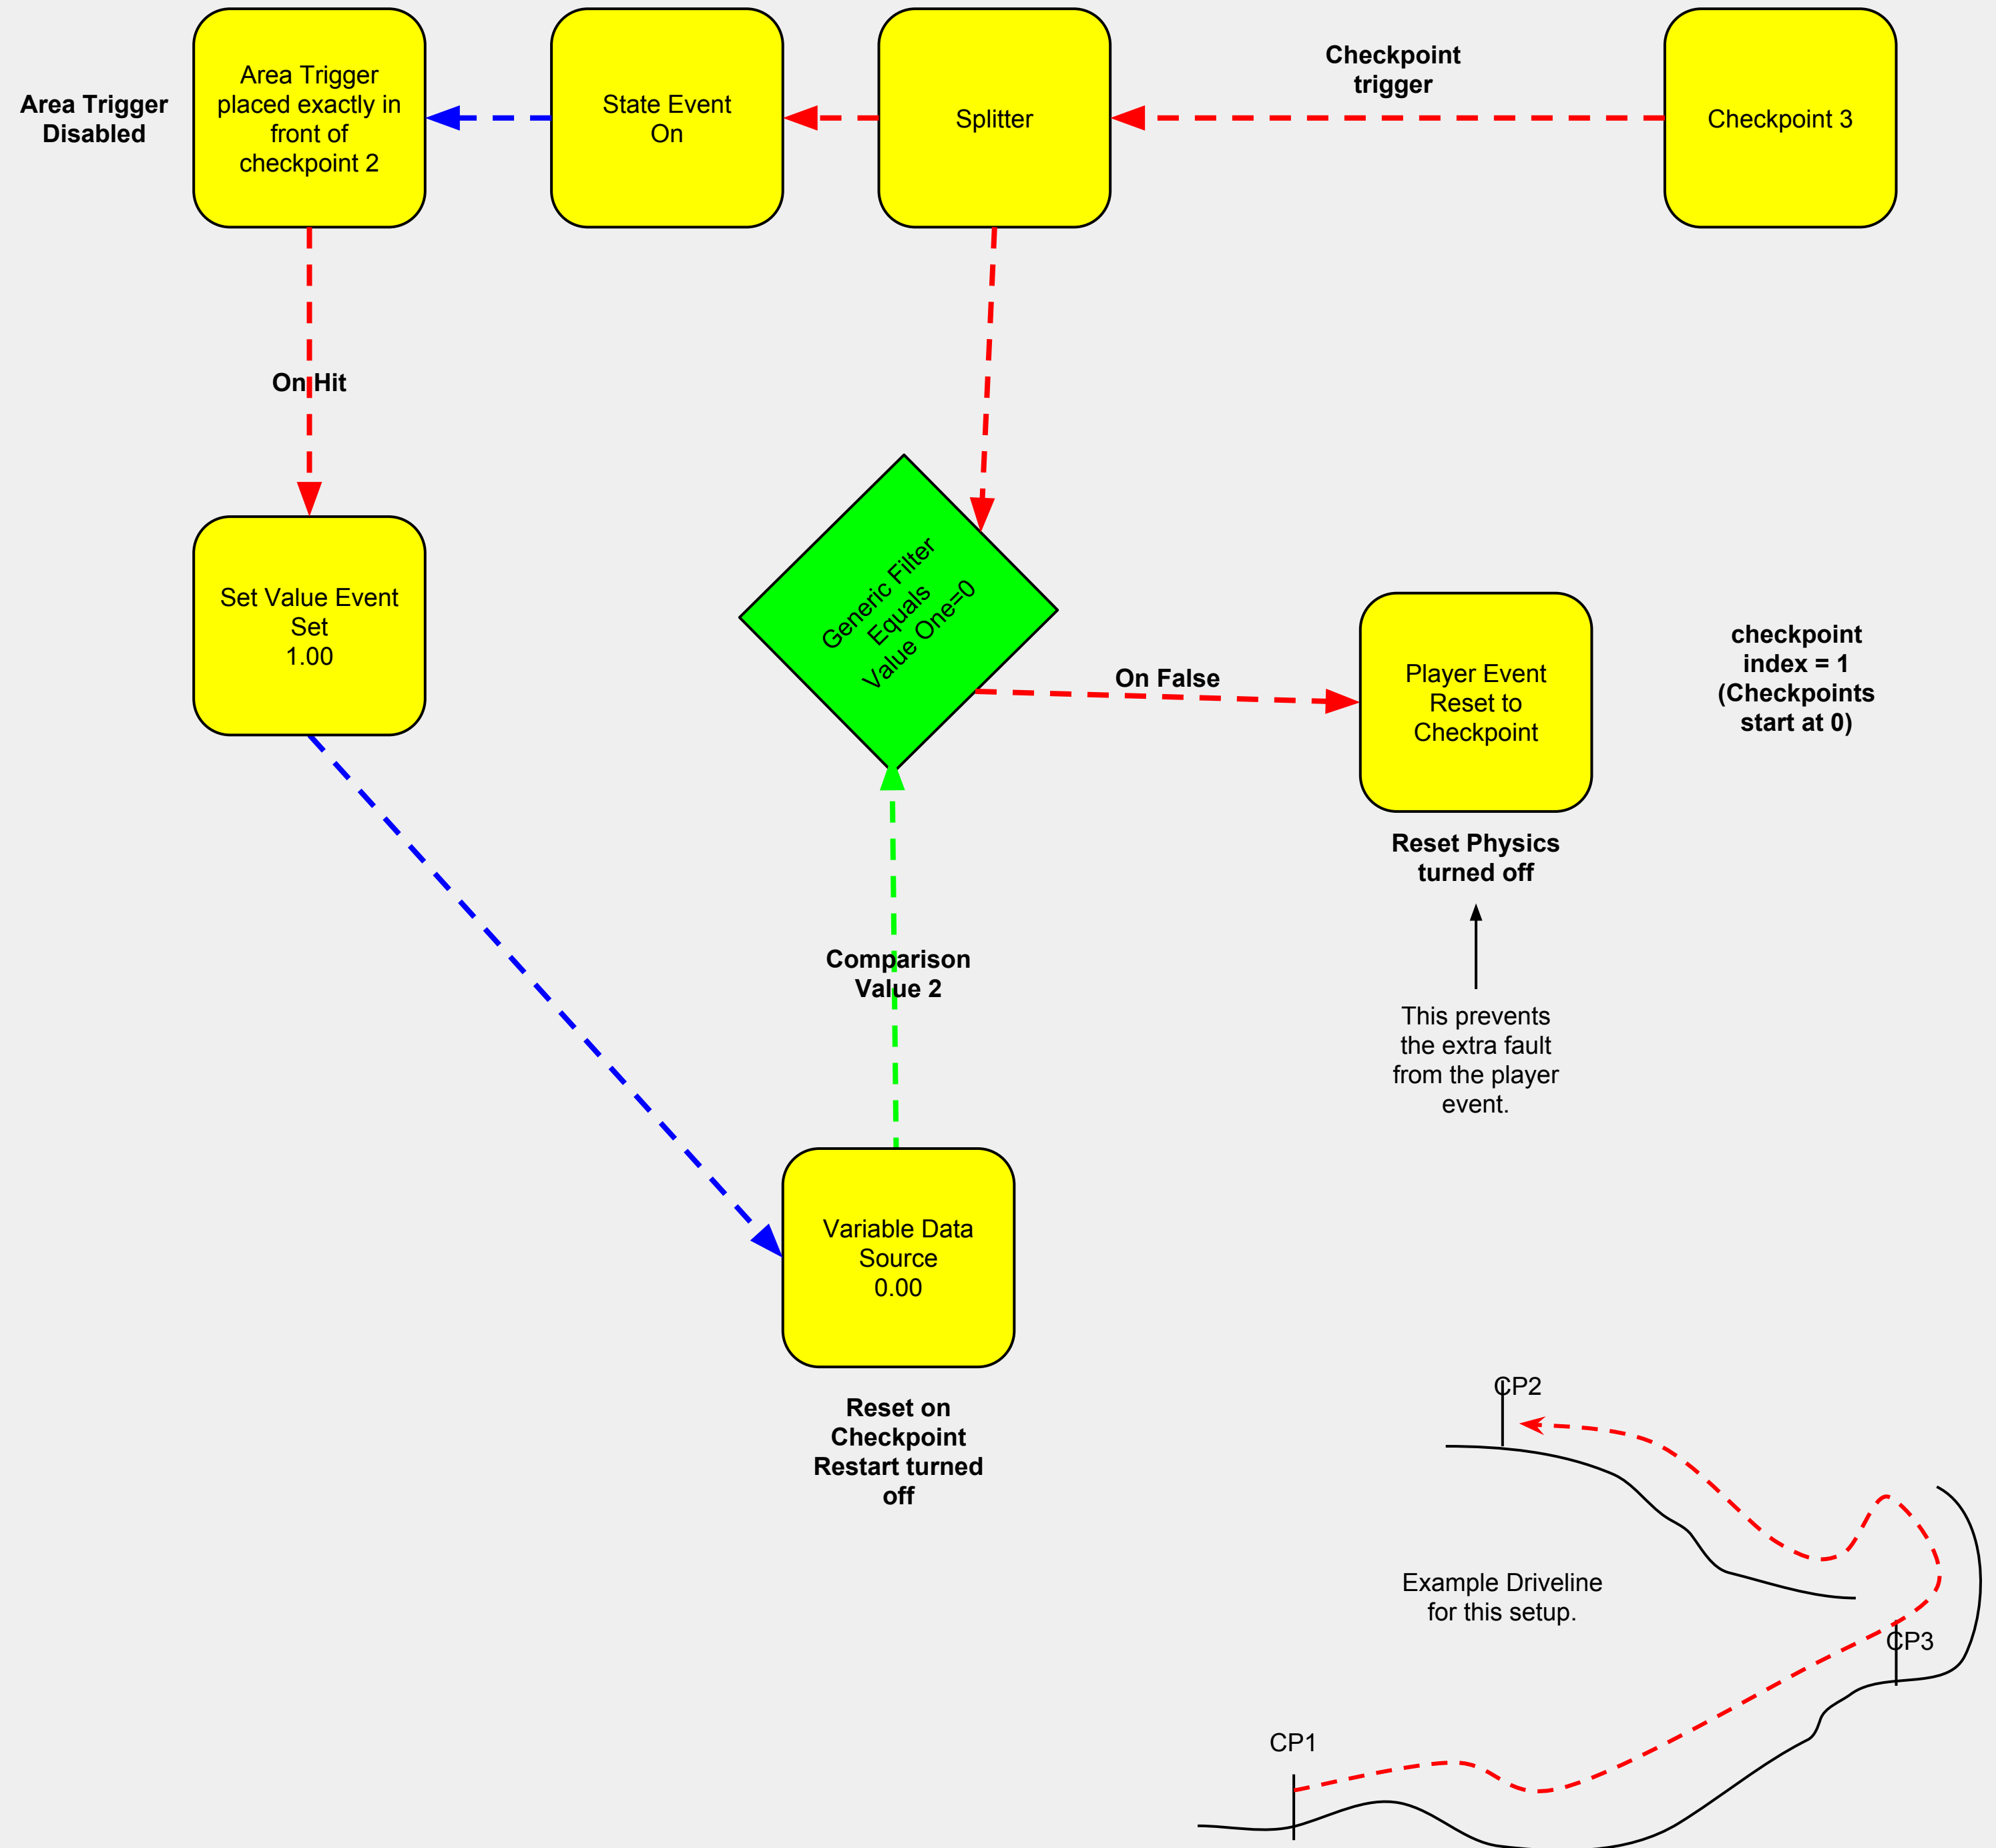 Area Trigger
Disabled
Area Trigger
placed exactly in
front of
checkpoint 2
State Event
On
Splitter
Checkpoint
trigger
Checkpoint 3
On Hit
Set Value Event
Set
1.00
Generic Filter
Equals
Value One=0
On False
Player Event
Reset to
Checkpoint
checkpoint
index = 1
(Checkpoints
start at 0)
Reset Physics
turned off
This prevents
the extra fault
from the player
event.
Comparison
Value 2
Variable Data
Source
0.00
Reset on
Checkpoint
Restart turned
off
CP2
Example Driveline
for this setup.
CP3
CP1